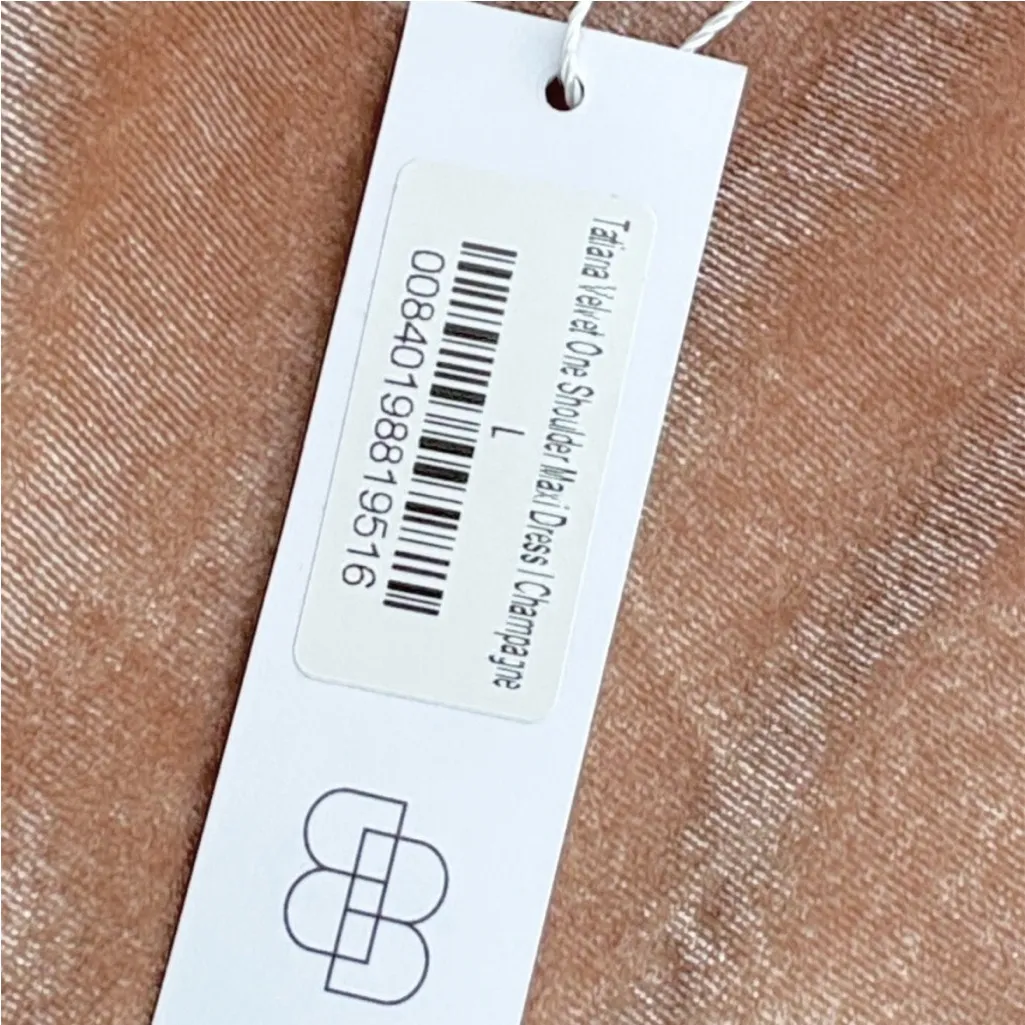 Tatiana Velvet One Shoulder Maxi Dress | Champagne
L
00840198819516